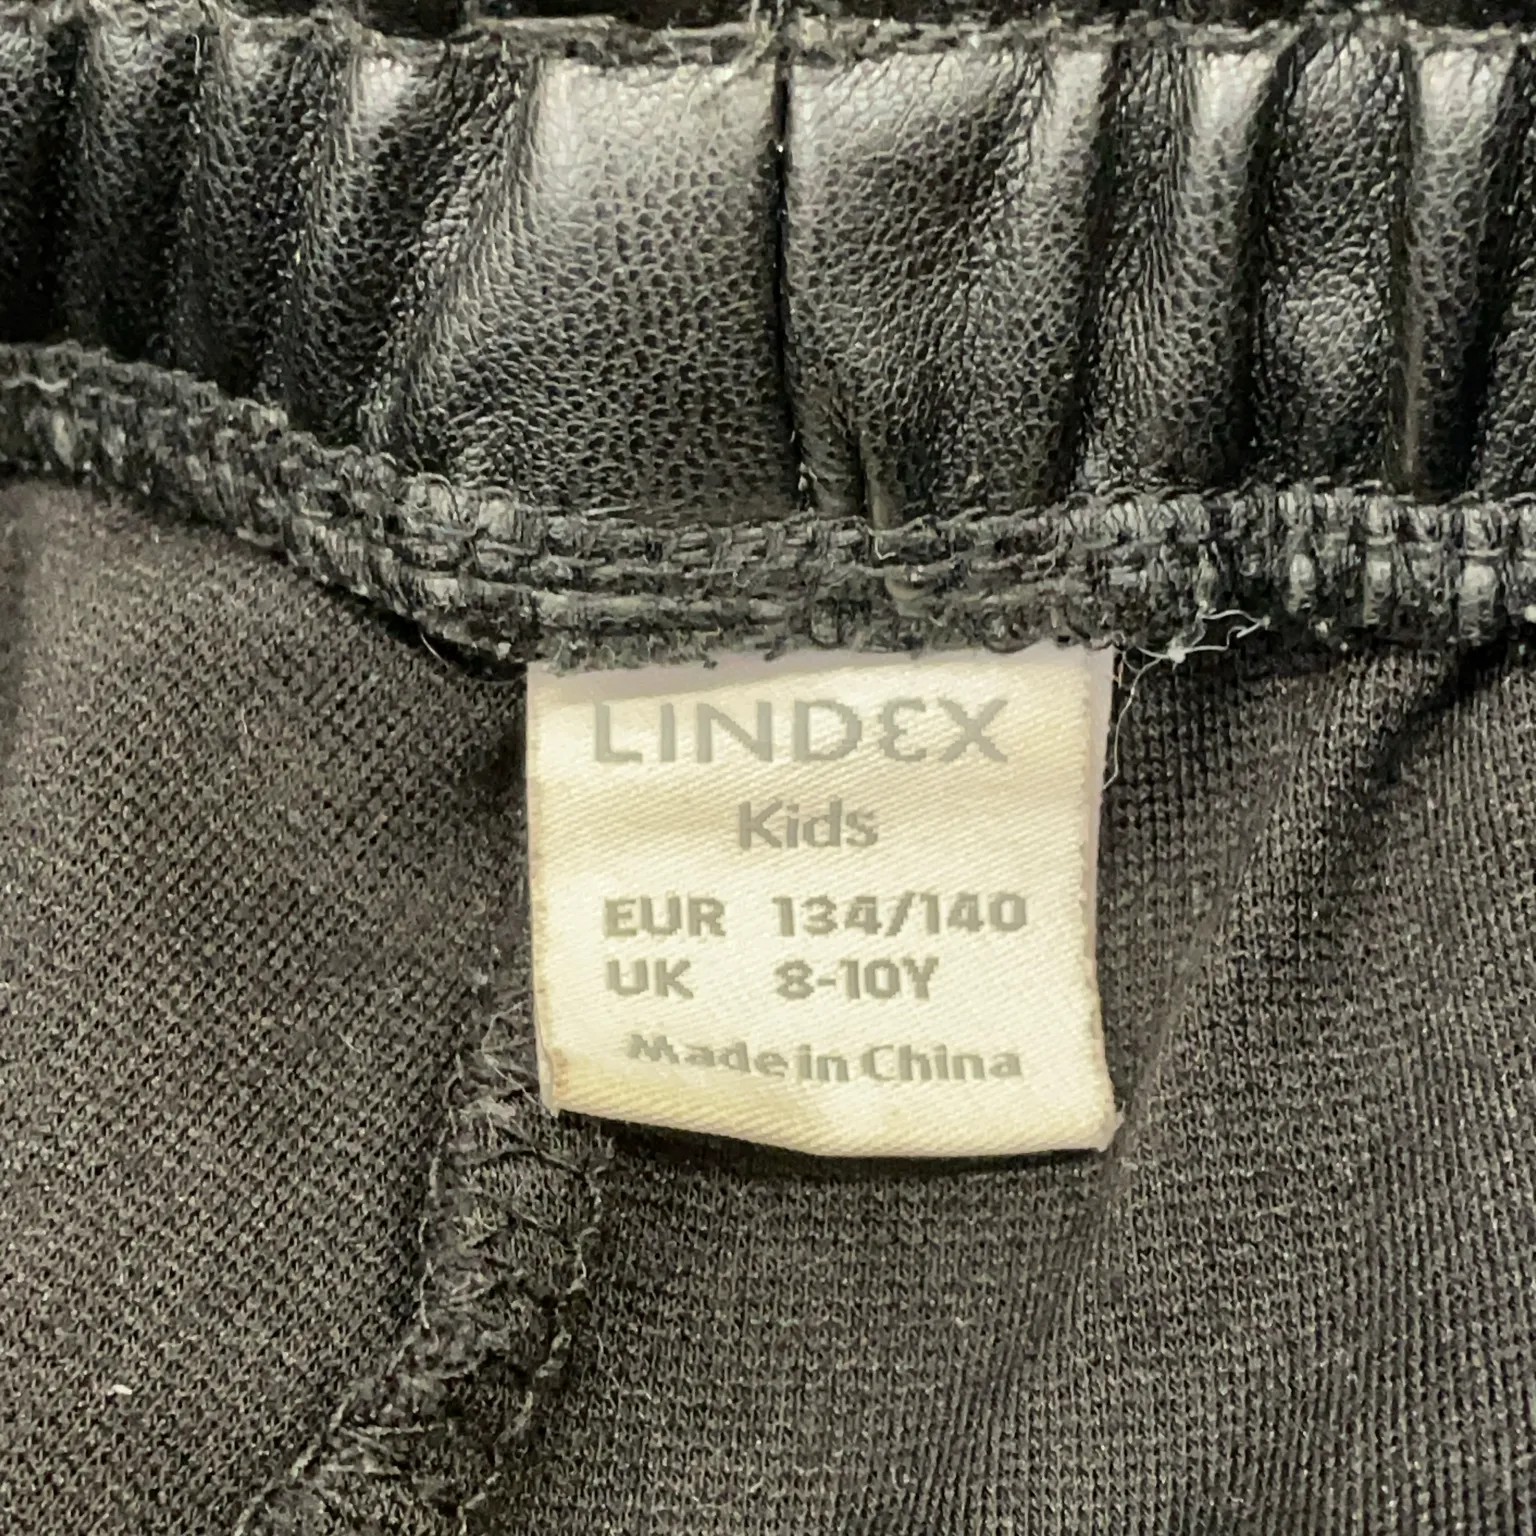 LINDEX
Kids
EUR 134/140
UK 8-10Y
Made in China